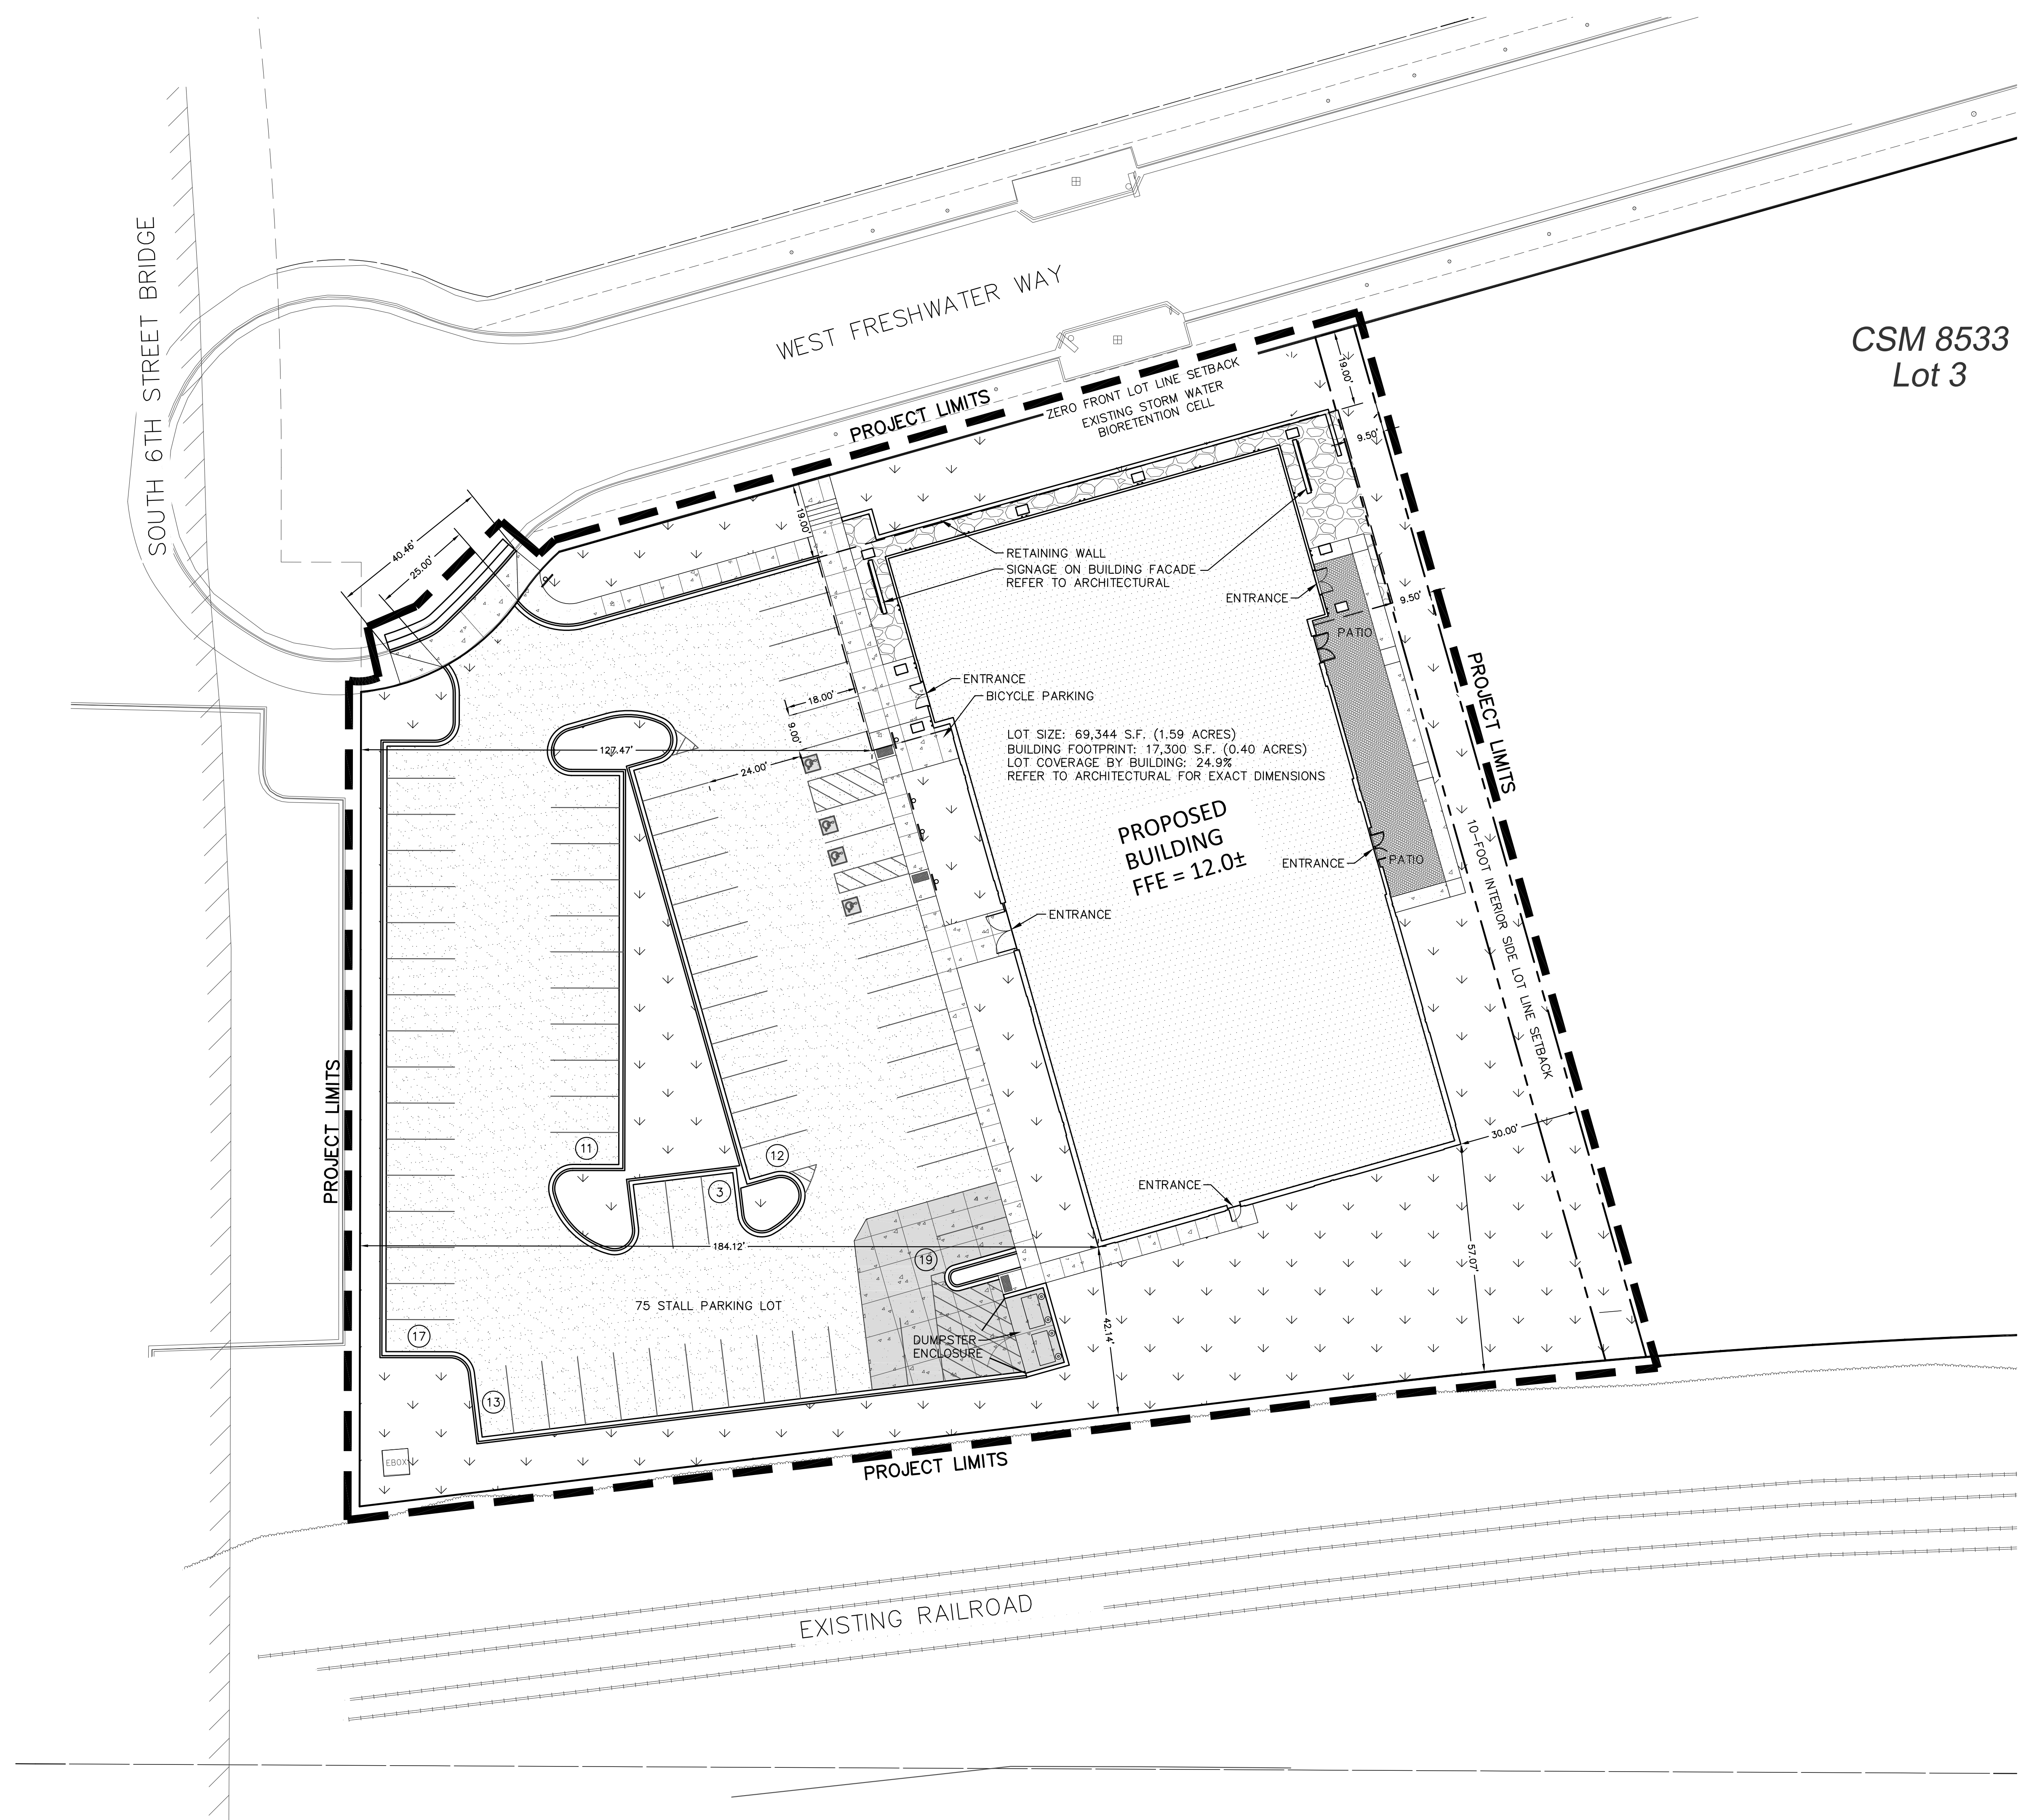 SOUTH 6TH STREET BRIDGE
WEST FRESHWATER WAY
CSM 8533
Lot 3
PROJECT LIMITS
ZERO FRONT LOT LINE SETBACK
EXISTING STORM WATER
BIORETENTION CELL
19.00'
9.50'
40.46'
25.00'
19.00'
RETAINING WALL
SIGNAGE ON BUILDING FACADE
REFER TO ARCHITECTURAL
ENTRANCE
9.50'
PATIO
PROJECT LIMITS
ENTRANCE
BICYCLE PARKING
18.00'
9.00'
127.47'
24.00'
LOT SIZE: 69,344 S.F. (1.59 ACRES)
BUILDING FOOTPRINT: 17,300 S.F. (0.40 ACRES)
LOT COVERAGE BY BUILDING: 24.9%
REFER TO ARCHITECTURAL FOR EXACT DIMENSIONS
PROPOSED
BUILDING
FFE = 12.0±
ENTRANCE
PATIO
10-FOOT INTERIOR SIDE LOT LINE SETBACK
ENTRANCE
PROJECT LIMITS
11
12
3
30.00'
ENTRANCE
184.12'
19
57.07'
75 STALL PARKING LOT
42.14'
DUMPSTER
ENCLOSURE
17
13
EBOX
PROJECT LIMITS
EXISTING RAILROAD